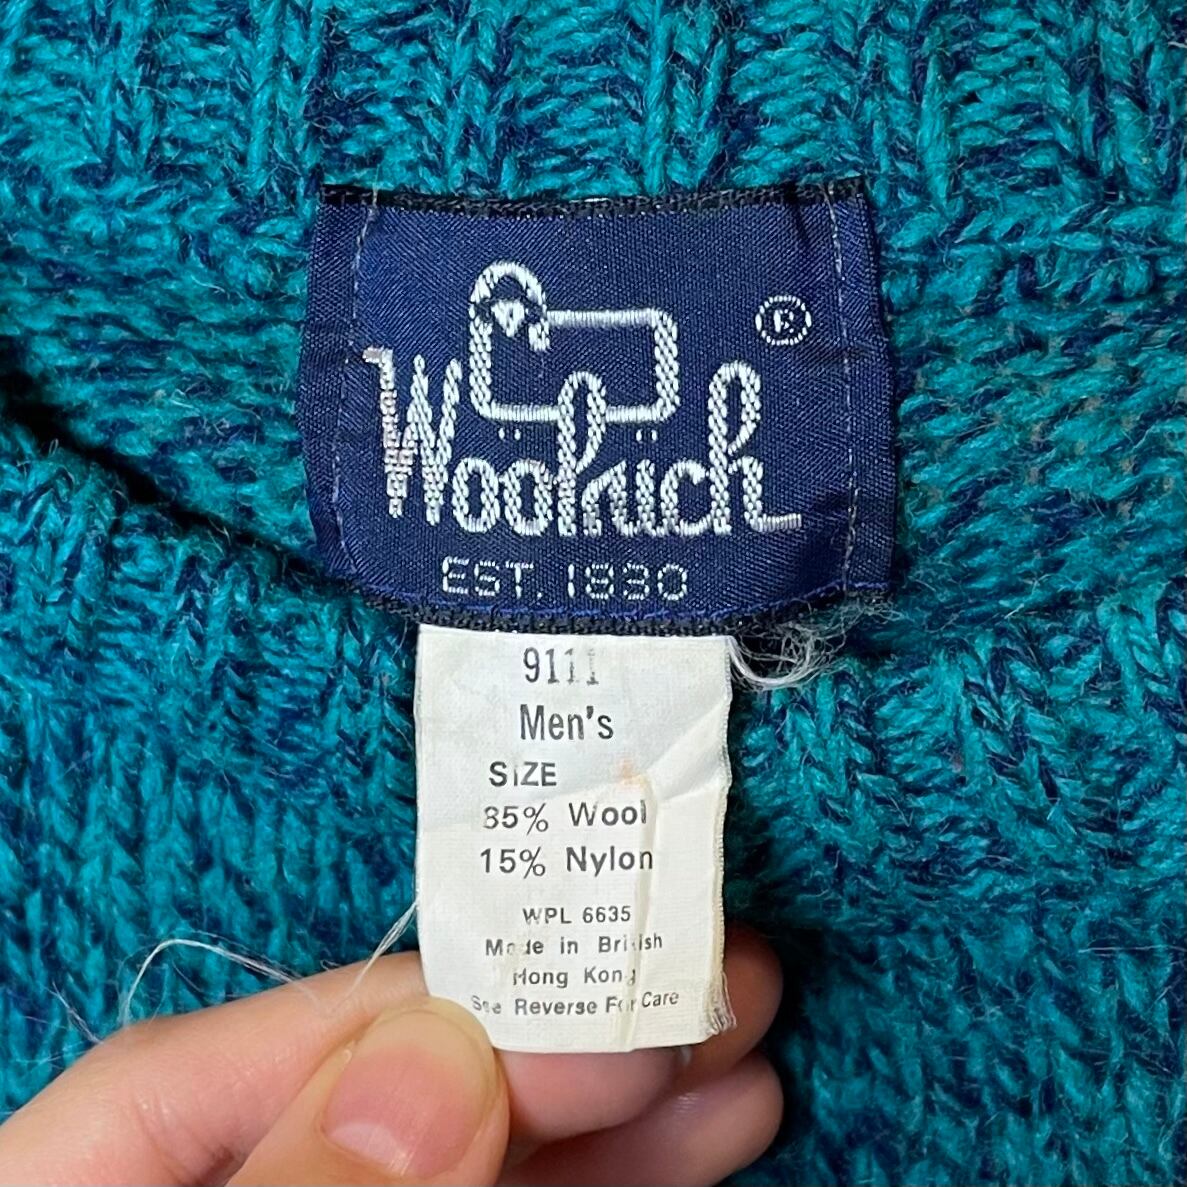 ®
Woolrich
EST. 1830
9111
Men's
SIZE
85% Wool
15% Nylon
WPL 6635
Made in British
Hong Kong
See Reverse For Care